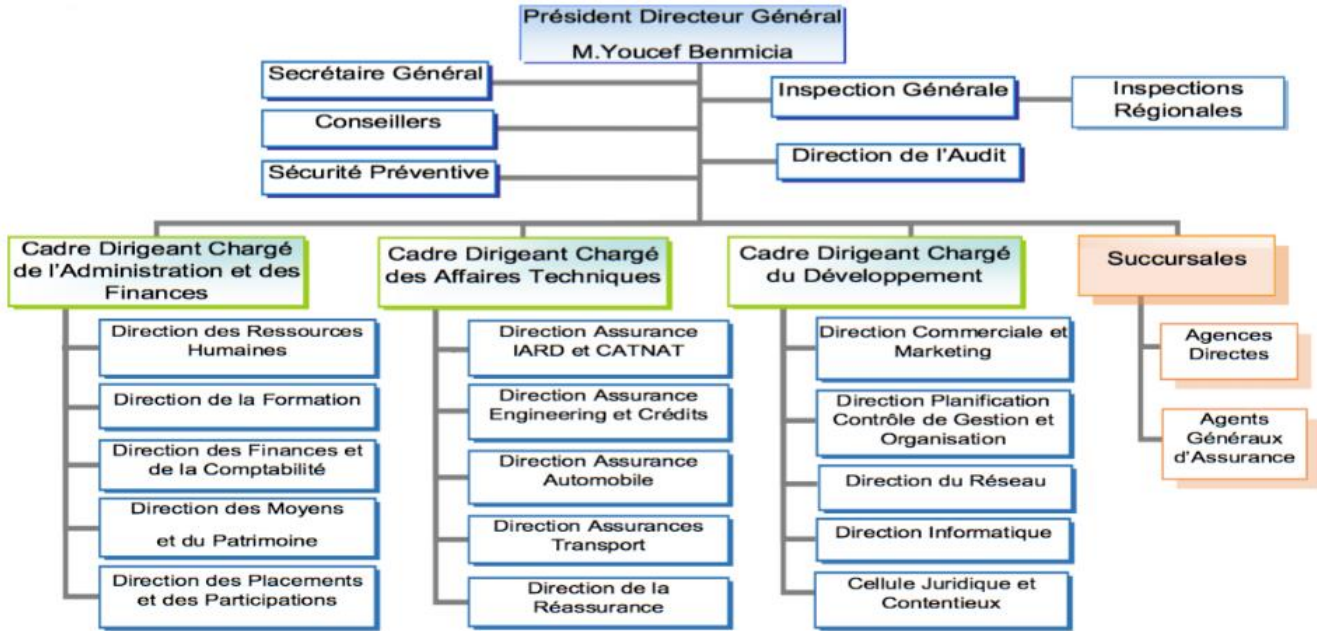 Président Directeur Général
M.Youcef Benmicia
Secrétaire Général
Conseillers
Sécurité Préventive
Inspection Générale
Inspections
Régionales
Direction de l'Audit
Cadre Dirigeant Chargé
de l'Administration et des
Finances
Direction des Ressources
Humaines
Direction de la Formation
Direction des Finances et
de la Comptabilité
Direction des Moyens
et du Patrimoine
Direction des Placements
et des Participations
Cadre Dirigeant Chargé
des Affaires Techniques
Direction Assurance
IARD et CATNAT
Direction Assurance
Engineering et Crédits
Direction Assurance
Automobile
Direction Assurances
Transport
Direction de la
Réassurance
Cadre Dirigeant Chargé
du Développement
Direction Commerciale et
Marketing
Direction Planification
Contrôle de Gestion et
Organisation
Direction du Réseau
Direction Informatique
Cellule Juridique et
Contentieux
Succursales
Agences
Directes
Agents
Généraux
d'Assurance